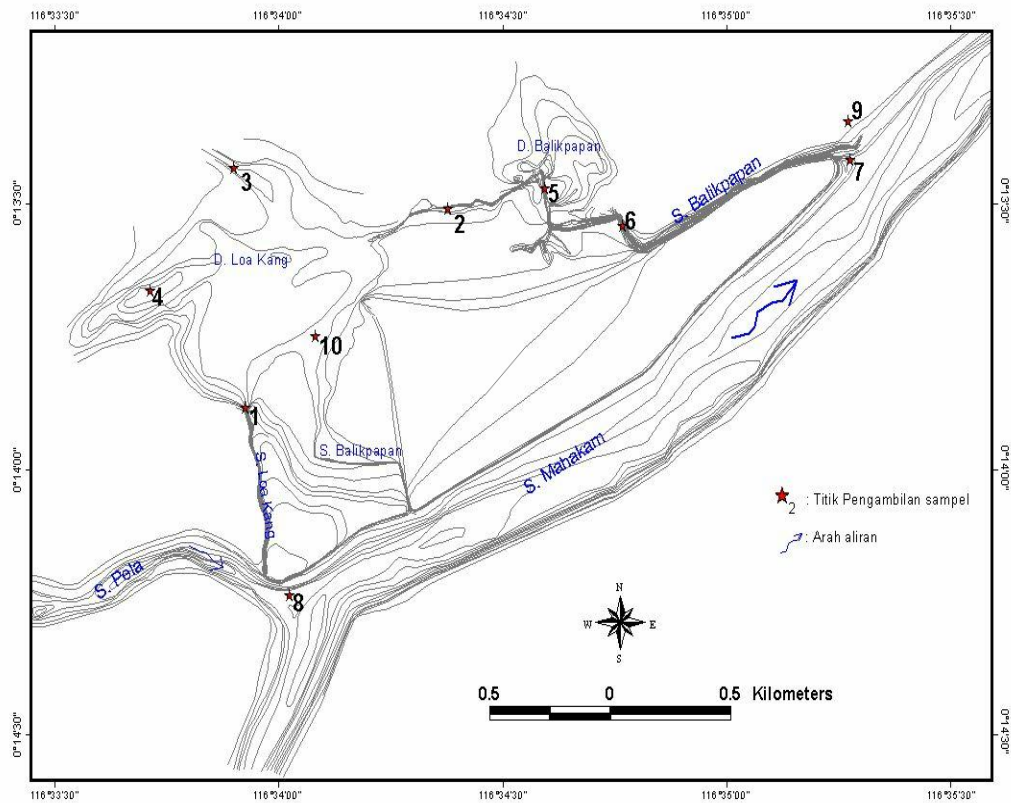 116°33'30" 116°34'00" 116°34'30" 116°35'00" 116°35'30"
9
D. Balikpapan
7
3
S. Balikpapan
5
0°13'30" 0°13'30"
2
6
D. Loa Kang
4
10
1
S. Balikpapan
S. Loa Kang
S. Mahakam
0°14'00" 0°14'00"
2 : Titik Pengambilan sampel
: Arah aliran
S. Pela
8
N
W E
S
0.5 0 0.5 Kilometers
0°14'30" 0°14'30"
116°33'30" 116°34'00" 116°34'30" 116°35'00" 116°35'30"